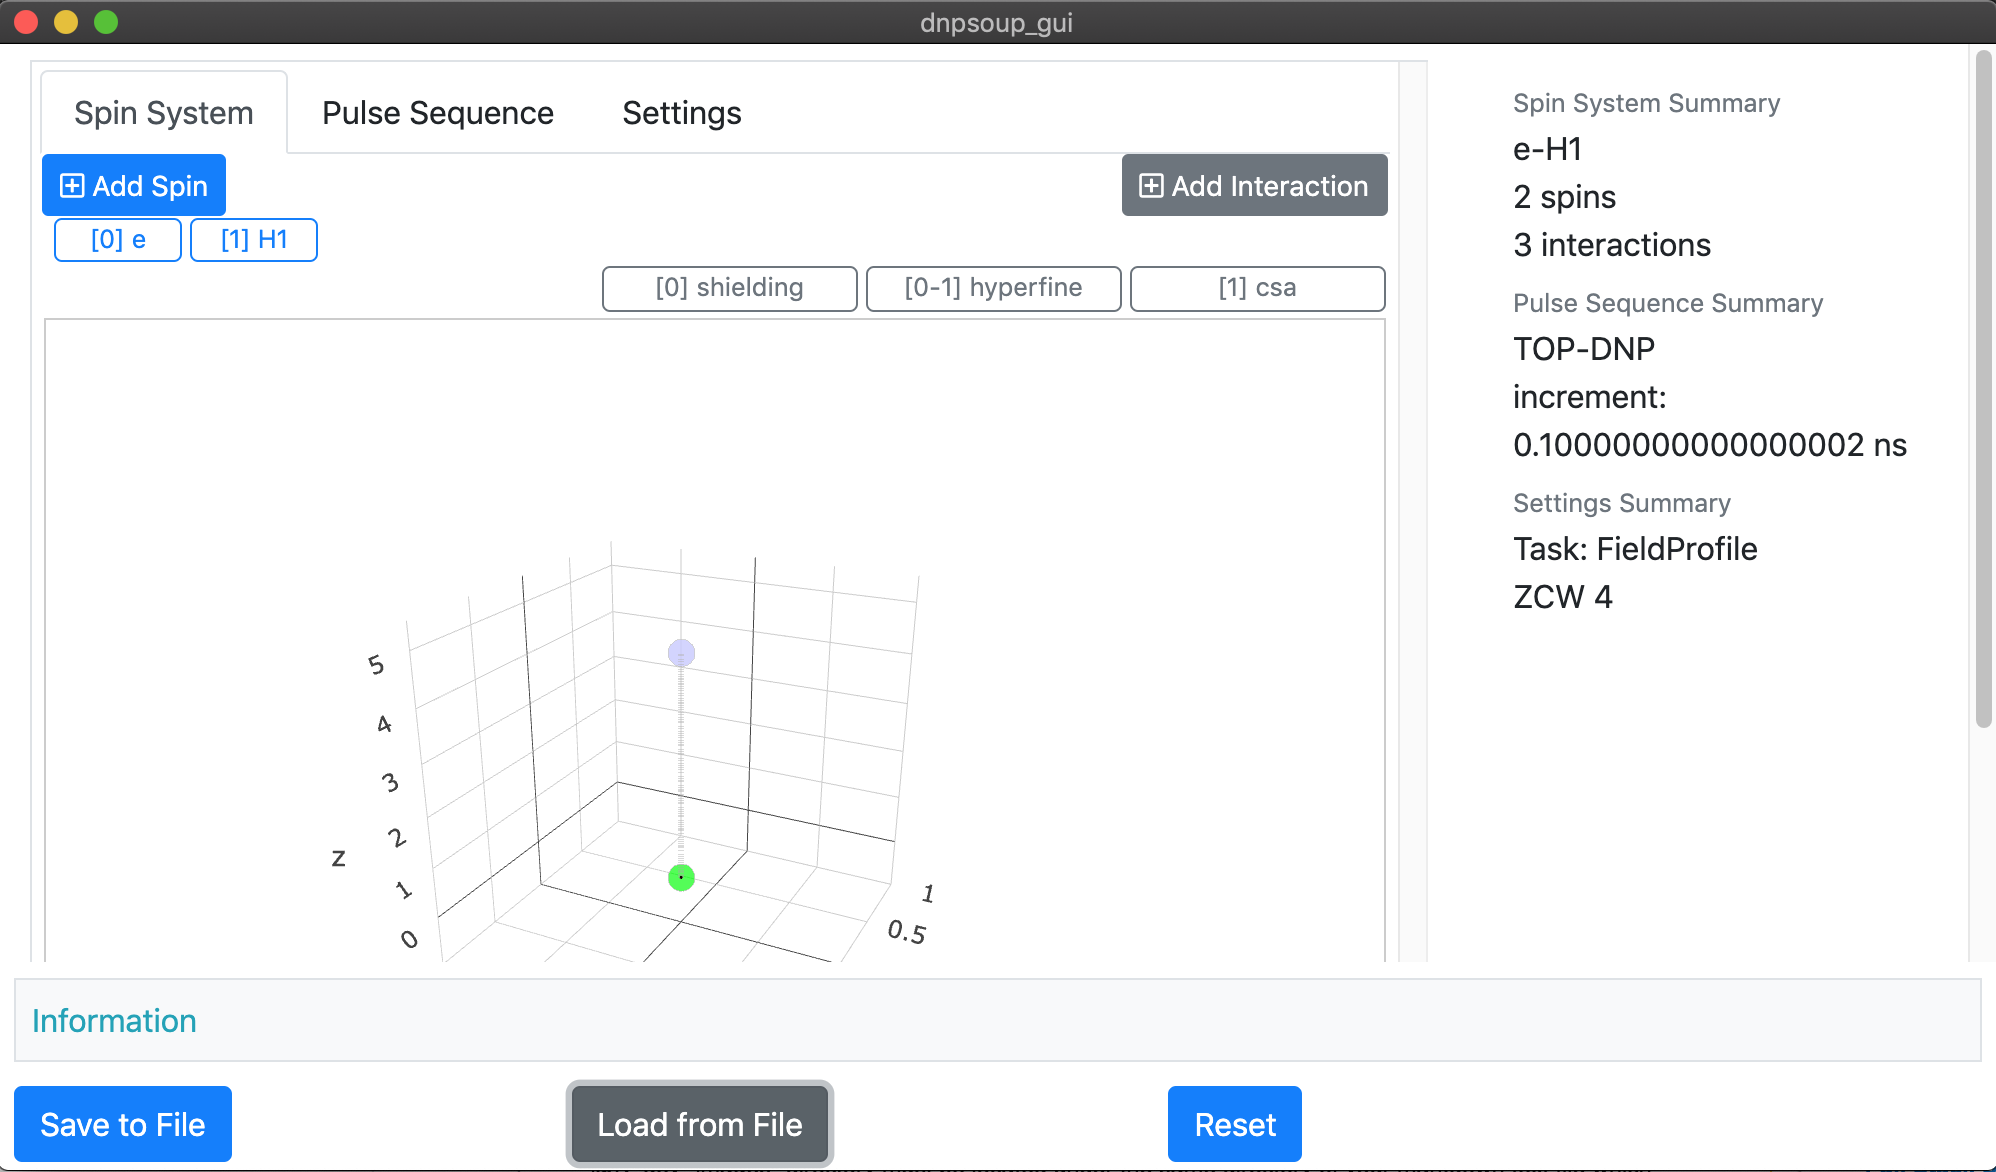 dnpsoup_gui
Spin System Pulse Sequence Settings
Add Spin Add Interaction
[0] e [1] H1
[0] shielding [0-1] hyperfine [1] csa
5
4
3
2
z
1
0
1
0.5
Spin System Summary
e-H1
2 spins
3 interactions
Pulse Sequence Summary
TOP-DNP
increment:
0.10000000000000002 ns
Settings Summary
Task: FieldProfile
ZCW 4
Information
Save to File Load from File Reset